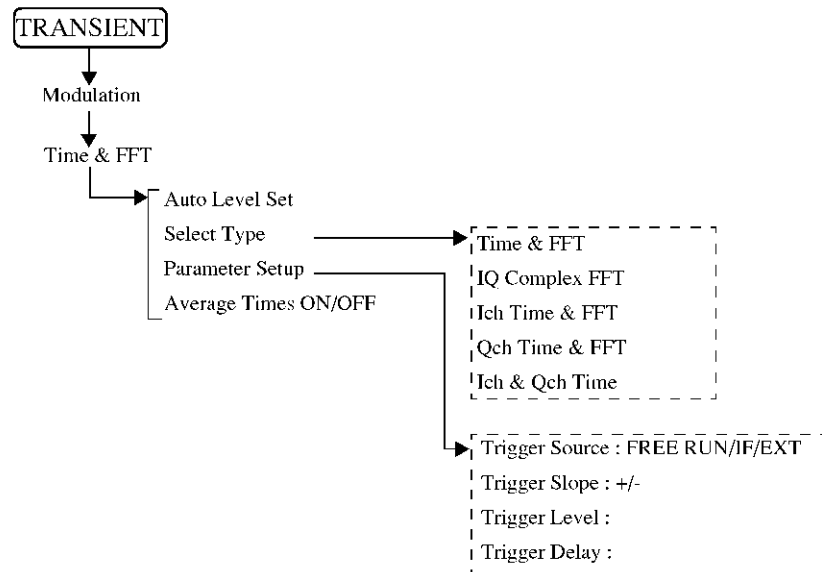 TRANSIENT
Modulation
Time & FFT
Auto Level Set
Select Type
Parameter Setup
Average Times ON/OFF
Time & FFT
IQ Complex FFT
Ich Time & FFT
Qch Time & FFT
Ich & Qch Time
Trigger Source : FREE RUN/IF/EXT
Trigger Slope : +/-
Trigger Level :
Trigger Delay :